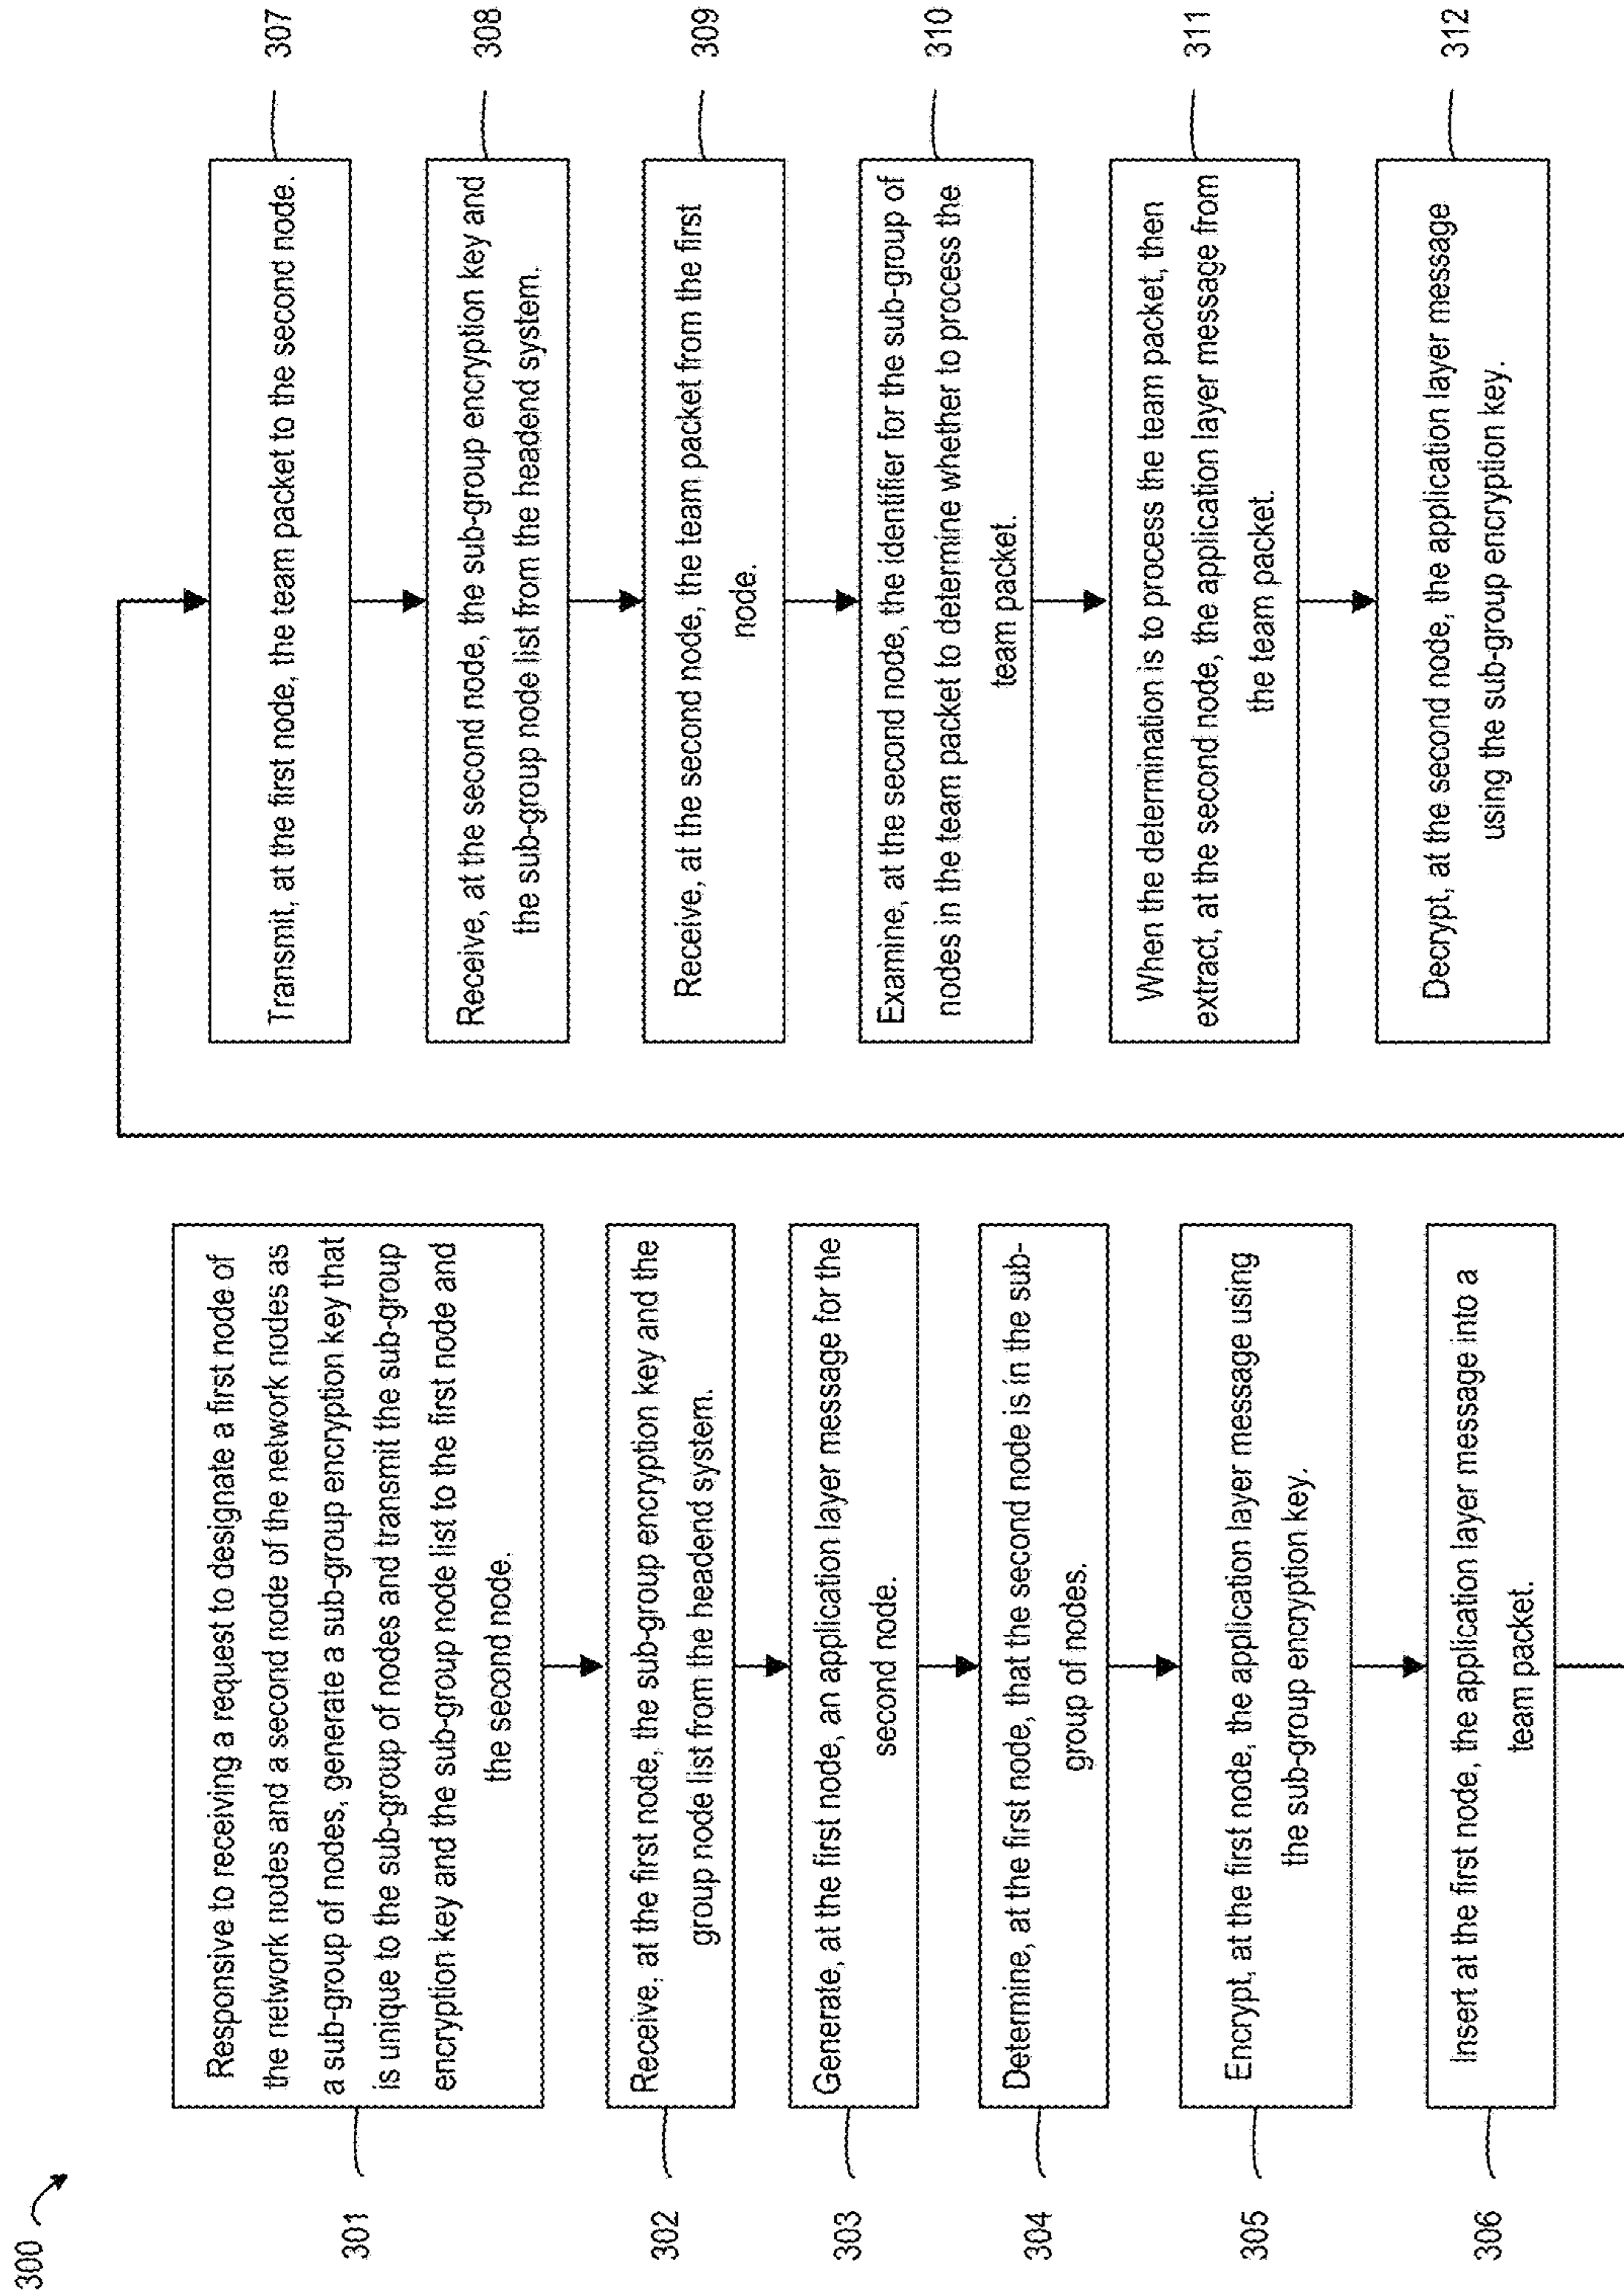 300
301
Responsive to receiving a request to designate a first node of
the network nodes and a second node of the network nodes as
a sub-group of nodes, generate a sub-group encryption key that
is unique to the sub-group of nodes and transmit the sub-group
encryption key and the sub-group node list to the first node and
the second node.
302
Receive, at the first node, the sub-group encryption key and the
group node list from the headend system.
303
Generate, at the first node, an application layer message for the
second node.
304
Determine, at the first node, that the second node is in the sub-
group of nodes.
305
Encrypt, at the first node, the application layer message using
the sub-group encryption key.
306
Insert at the first node, the application layer message into a
team packet.
307
Transmit, at the first node, the team packet to the second node.
308
Receive, at the second node, the sub-group encryption key and
the sub-group node list from the headend system.
309
Receive, at the second node, the team packet from the first
node.
310
Examine, at the second node, the identifier for the sub-group of
nodes in the team packet to determine whether to process the
team packet.
311
When the determination is to process the team packet, then
extract, at the second node, the application layer message from
the team packet.
312
Decrypt, at the second node, the application layer message
using the sub-group encryption key.